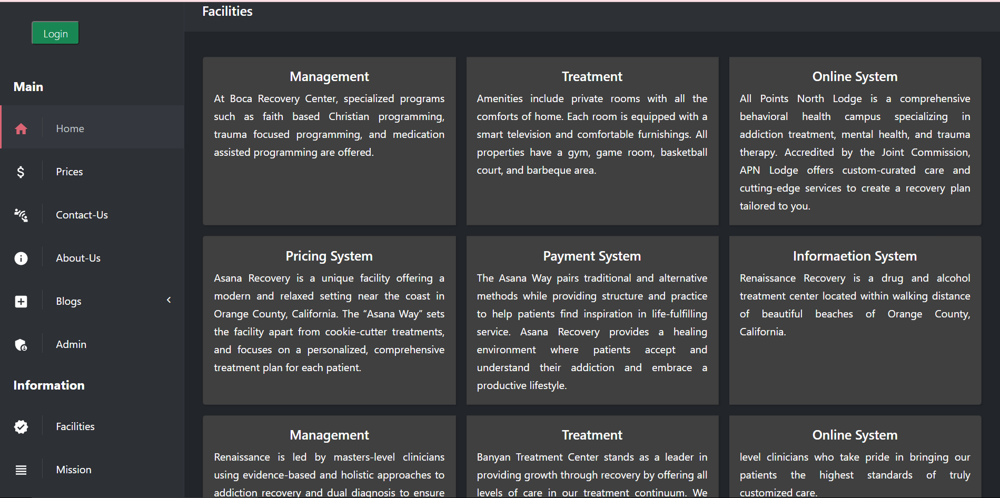 Login
Main
Home
Prices
Contact-Us
About-Us
Blogs
Admin
Information
Facilities
Mission
Facilities
Management
At Boca Recovery Center, specialized programs
such as faith based Christian programming,
trauma focused programming, and medication
assisted programming are offered.
Treatment
Amenities include private rooms with all the
comforts of home. Each room is equipped with a
smart television and comfortable furnishings. All
properties have a gym, game room, basketball
court, and barbeque area.
Online System
All Points North Lodge is a comprehensive
behavioral health campus specializing in
addiction treatment, mental health, and trauma
therapy. Accredited by the Joint Commission,
APN Lodge offers custom-curated care and
cutting-edge services to create a recovery plan
tailored to you.
Pricing System
Asana Recovery is a unique facility offering a
modern and relaxed setting near the coast in
Orange County, California. The “Asana Way” sets
the facility apart from cookie-cutter treatments,
and focuses on a personalized, comprehensive
treatment plan for each patient.
Payment System
The Asana Way pairs traditional and alternative
methods while providing structure and practice
to help patients find inspiration in life-fulfilling
service. Asana Recovery provides a healing
environment where patients accept and
understand their addiction and embrace a
productive lifestyle.
Informaetion System
Renaissance Recovery is a drug and alcohol
treatment center located within walking distance
of beautiful beaches of Orange County,
California.
Management
Renaissance is led by masters-level clinicians
using evidence-based and holistic approaches to
addiction recovery and dual diagnosis to ensure
Treatment
Banyan Treatment Center stands as a leader in
providing growth through recovery by offering all
levels of care in our treatment continuum. We
Online System
level clinicians who take pride in bringing our
patients the highest standards of truly
customized care.